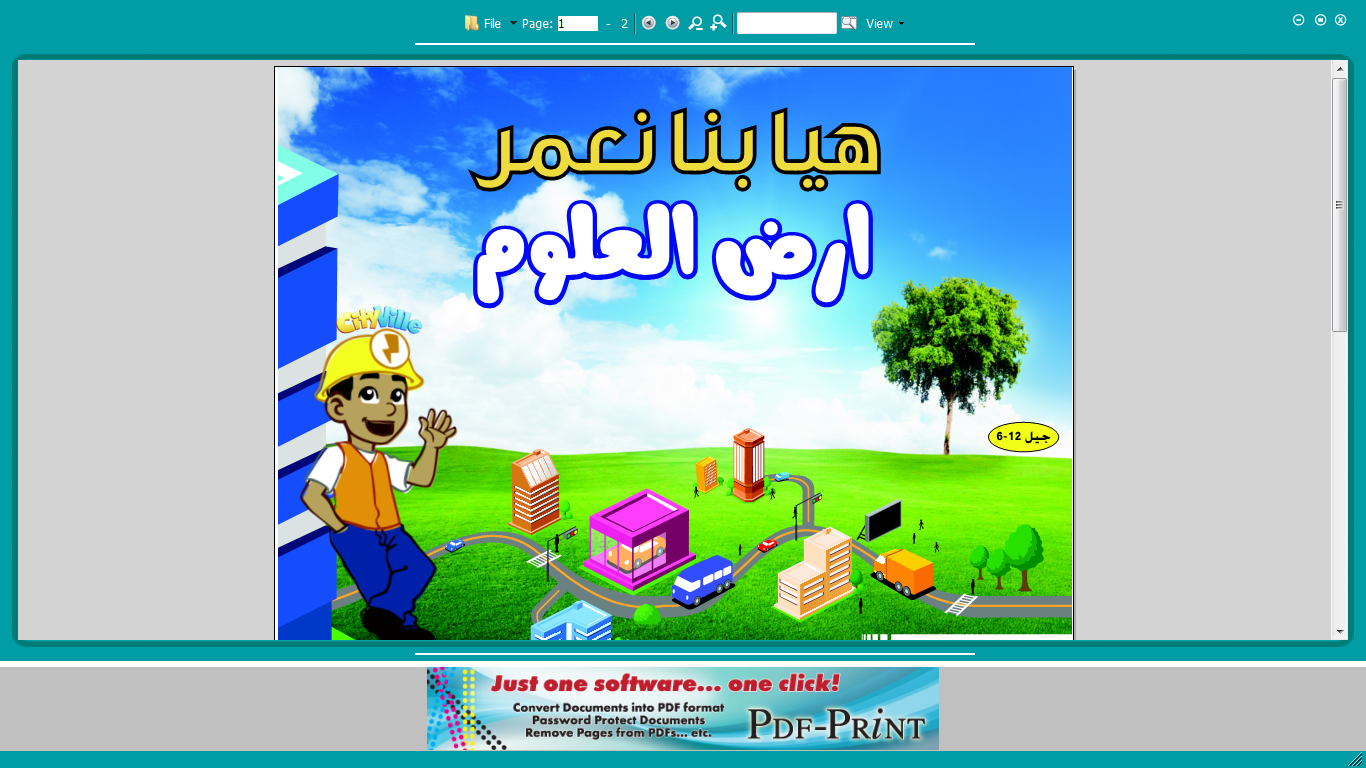 File Page: 1 - 2 View
هيا بنا نعمر
ارض العلوم
CityVille
جيل 12-6
Just one software... one click!
Convert Documents into PDF format
Password Protect Documents
Remove Pages from PDFs... etc.
PDF-PRiNT